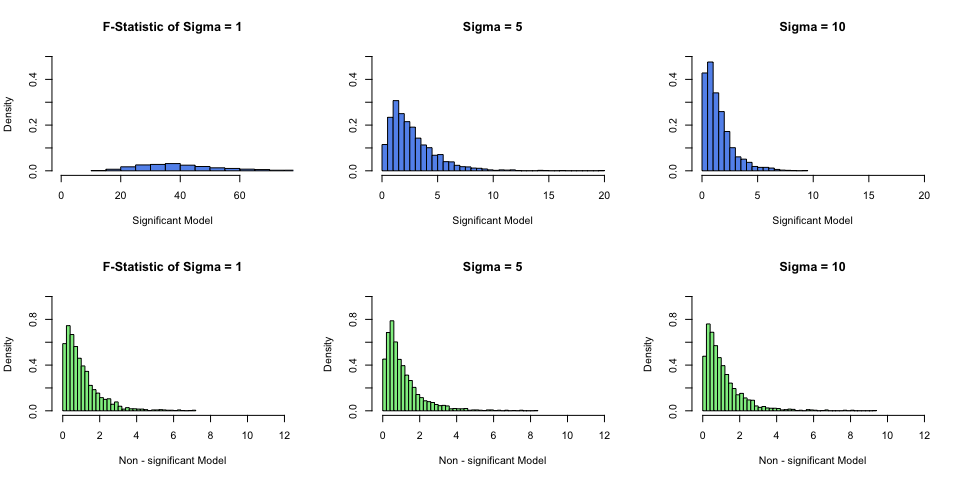 F-Statistic of Sigma = 1
Density
0.0 0.2 0.4
0 20 40 60
Significant Model
Sigma = 5
0.0 0.2 0.4
0 5 10 15 20
Significant Model
Sigma = 10
0.0 0.2 0.4
0 5 10 15 20
Significant Model
F-Statistic of Sigma = 1
Density
0.0 0.4 0.8
0 2 4 6 8 10 12
Non - significant Model
Sigma = 5
Density
0.0 0.4 0.8
0 2 4 6 8 10 12
Non - significant Model
Sigma = 10
Density
0.0 0.4 0.8
0 2 4 6 8 10 12
Non - significant Model